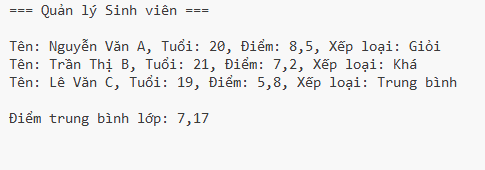 === Quản lý Sinh viên ===
Tên: Nguyễn Văn A, Tuổi: 20, Điểm: 8,5, Xếp loại: Giỏi
Tên: Trần Thị B, Tuổi: 21, Điểm: 7,2, Xếp loại: Khá
Tên: Lê Văn C, Tuổi: 19, Điểm: 5,8, Xếp loại: Trung bình
Điểm trung bình lớp: 7,17